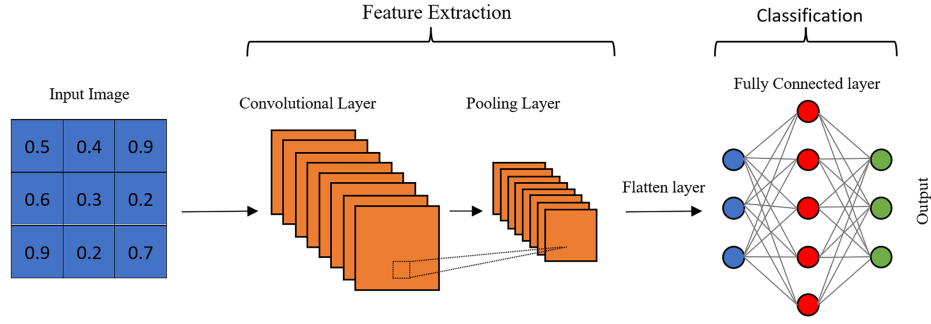 Feature Extraction
Classification
Input Image
Convolutional Layer
Pooling Layer
Fully Connected layer
0.5 0.4 0.9
0.6 0.3 0.2
0.9 0.2 0.7
Flatten layer
Output